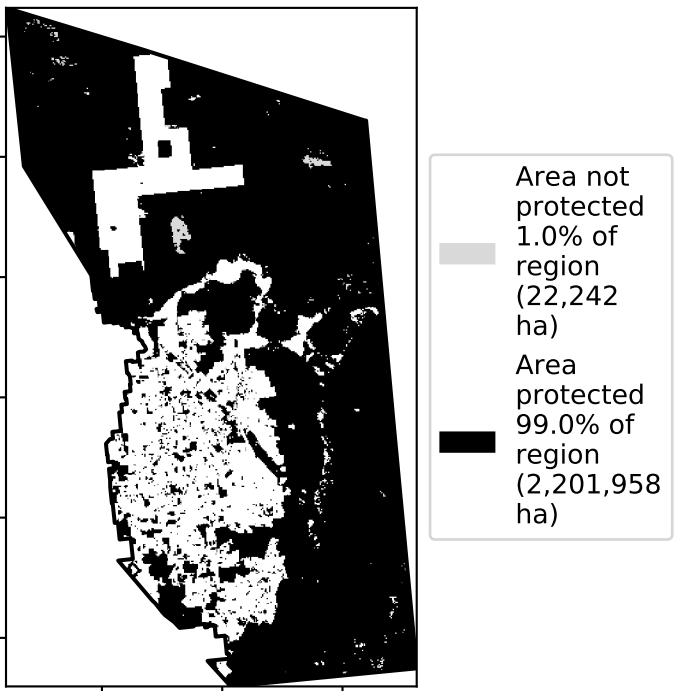 Area not
protected
1.0% of
region
(22,242
ha)
Area
protected
99.0% of
region
(2,201,958
ha)